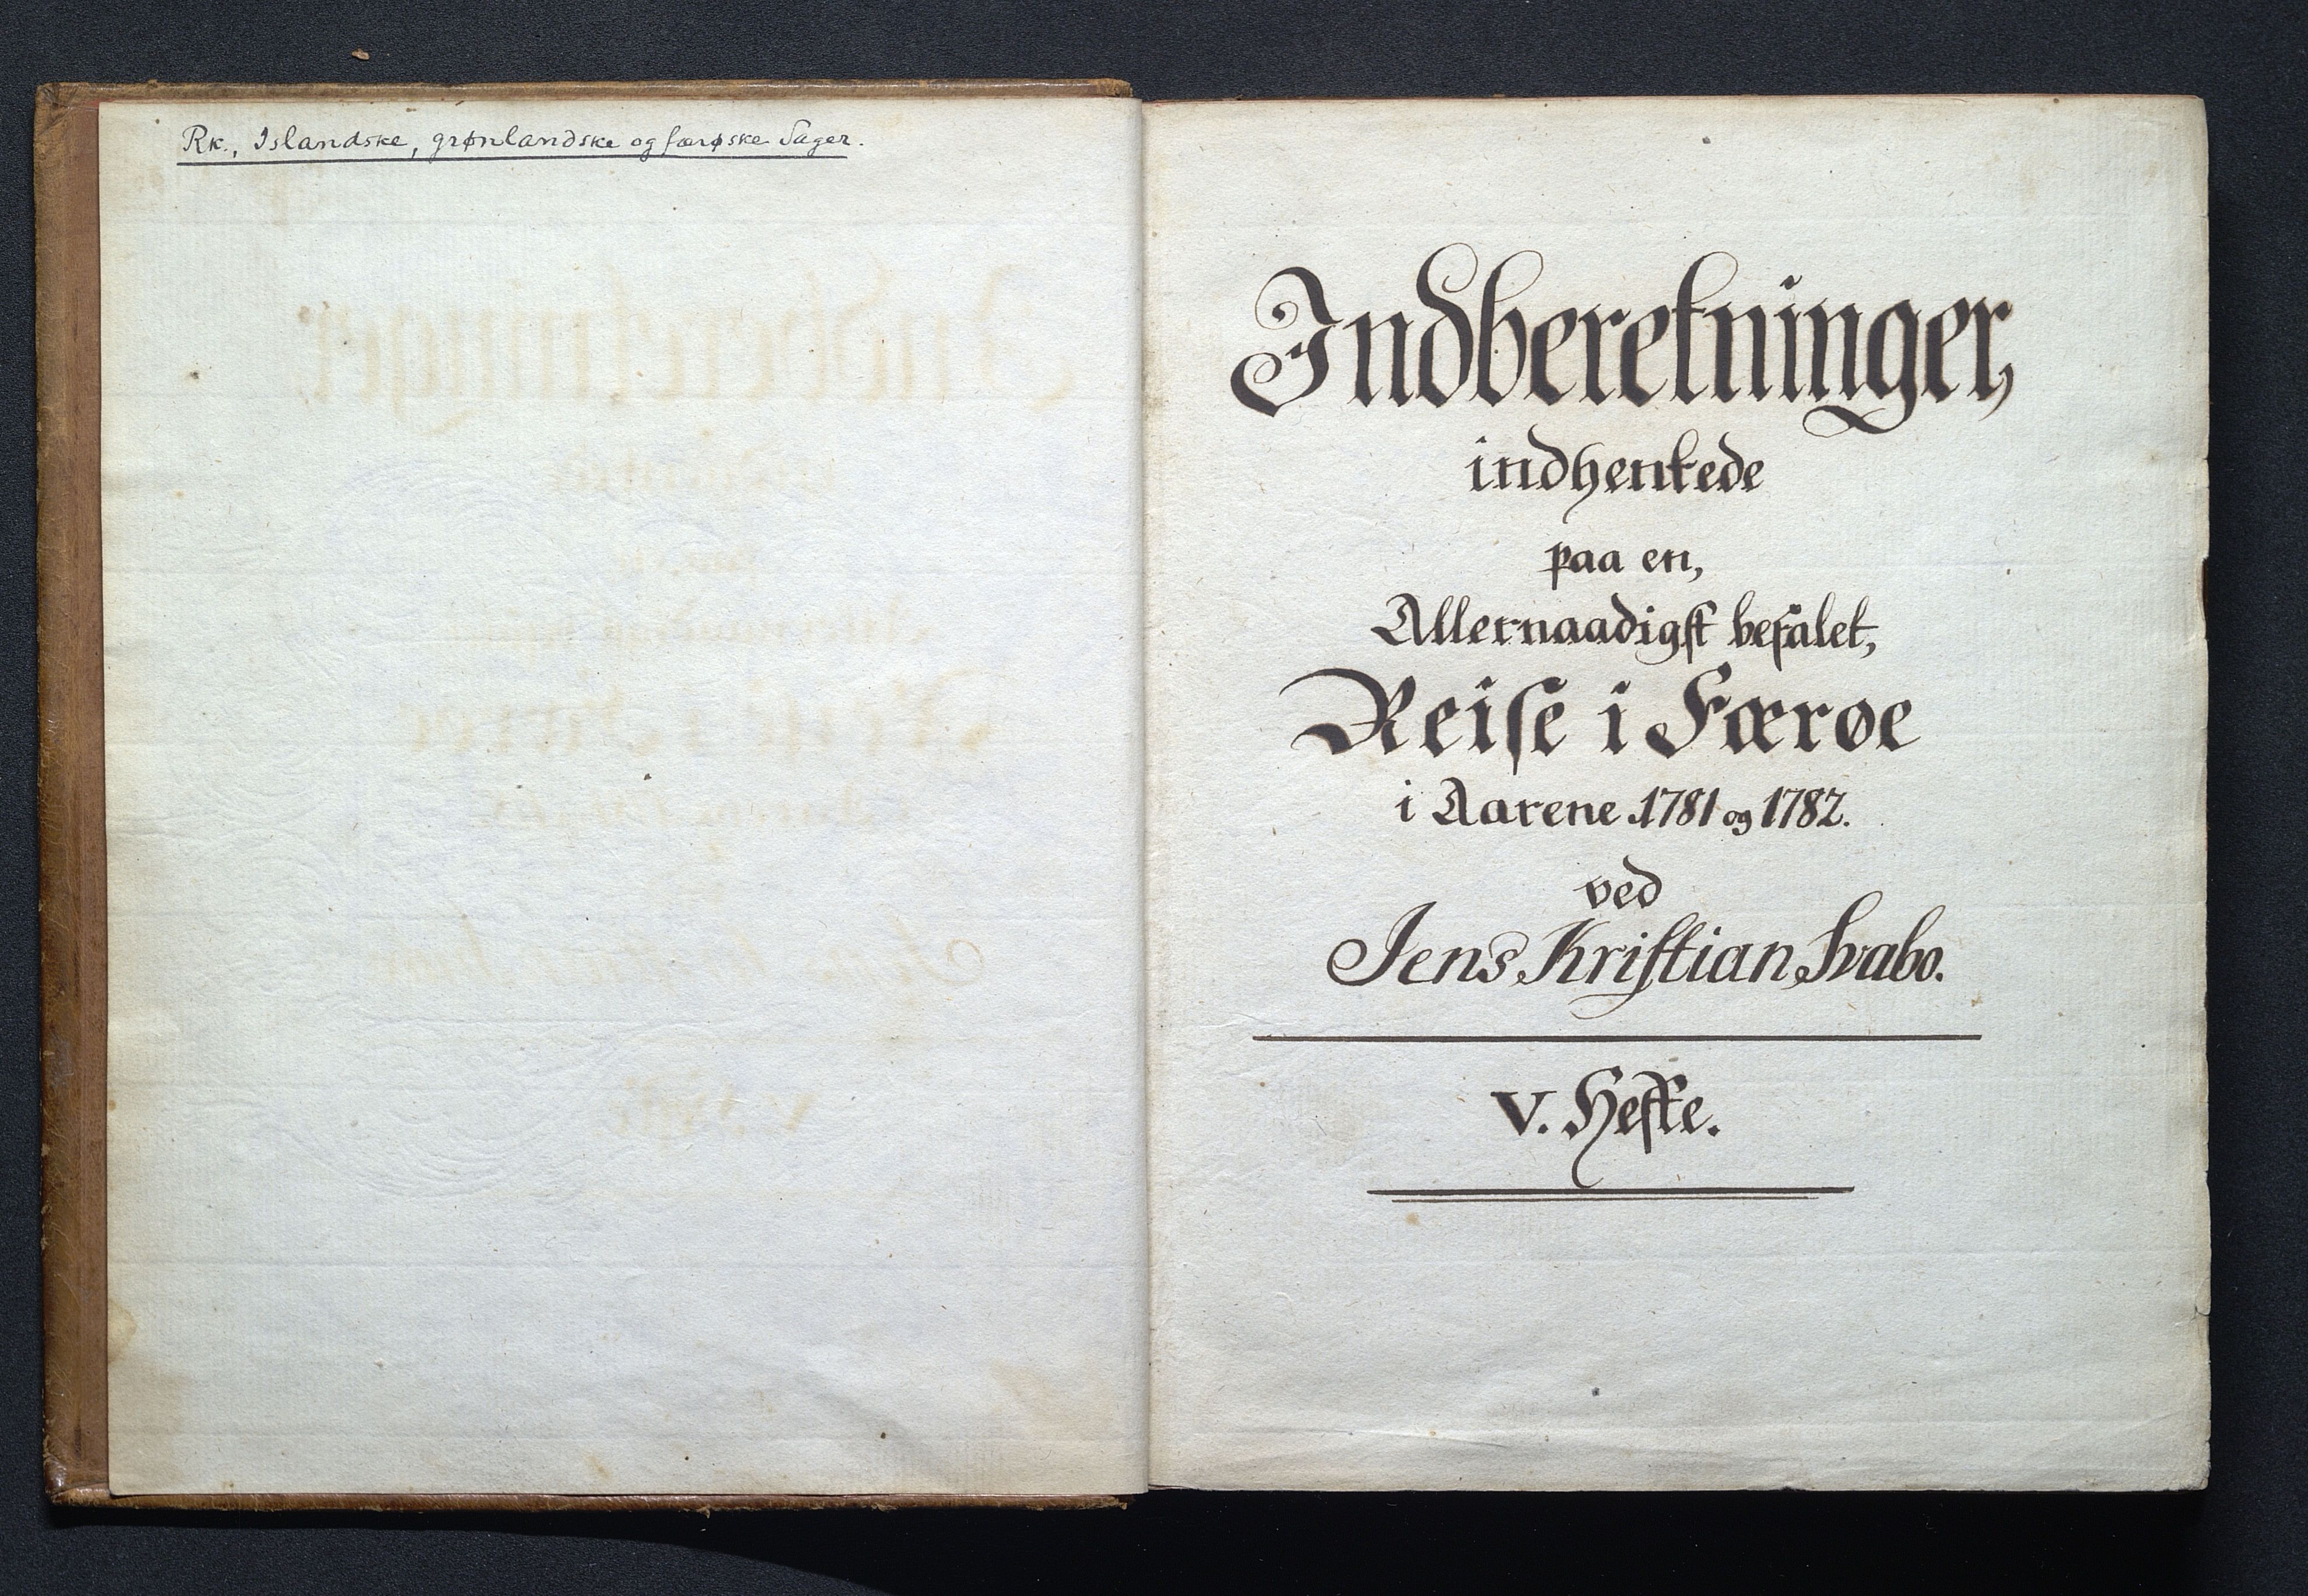 Rk., Islandske, grønlandske og færøske Sager.
Indberetninger,
indhentede
paa en,
Allernaadigst befalet,
Reise i Færøe
i Aarene 1781 og 1782.
ved
Jens Kristian Svabo.
V. Hefte.